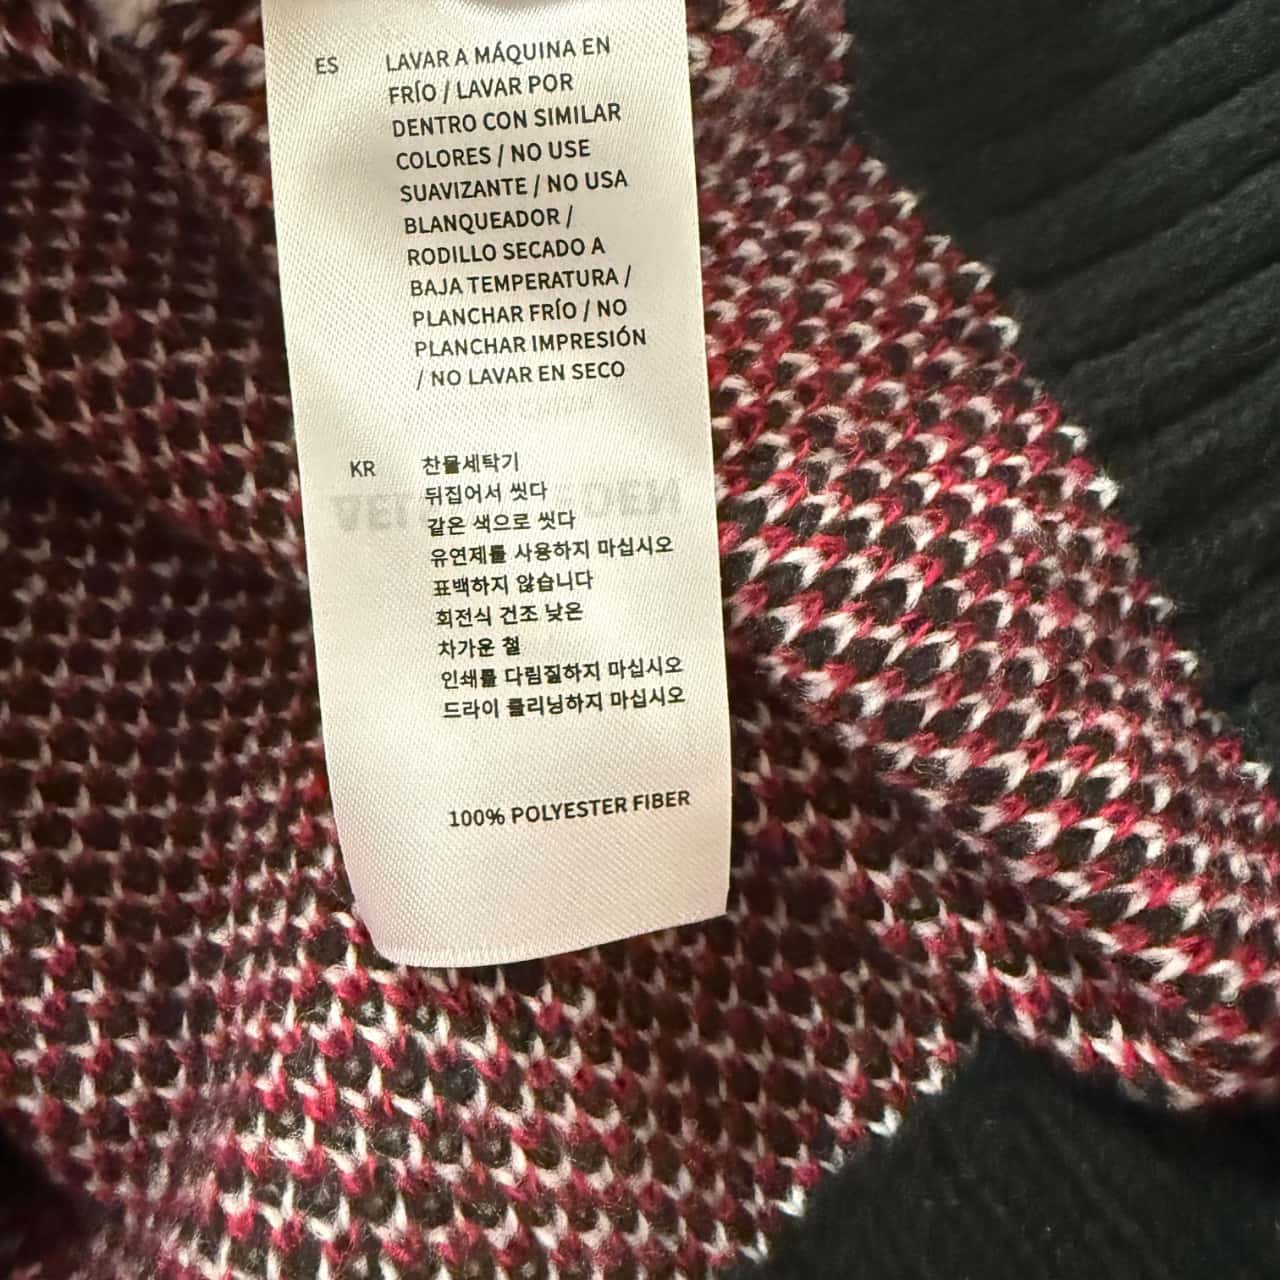 ES
LAVAR A MÁQUINA EN
FRÍO / LAVAR POR
DENTRO CON SIMILAR
COLORES / NO USE
SUAVIZANTE / NO USA
BLANQUEADOR /
RODILLO SECADO A
BAJA TEMPERATURA /
PLANCHAR FRÍO / NO
PLANCHAR IMPRESIÓN
/ NO LAVAR EN SECO
KR
찬물세탁기
뒤집어서 씻다
같은 색으로 씻다
유연제를 사용하지 마십시오
표백하지 않습니다
회전식 건조 낮은
차가운 철
인쇄를 다림질하지 마십시오
드라이 클리닝하지 마십시오
100% POLYESTER FIBER